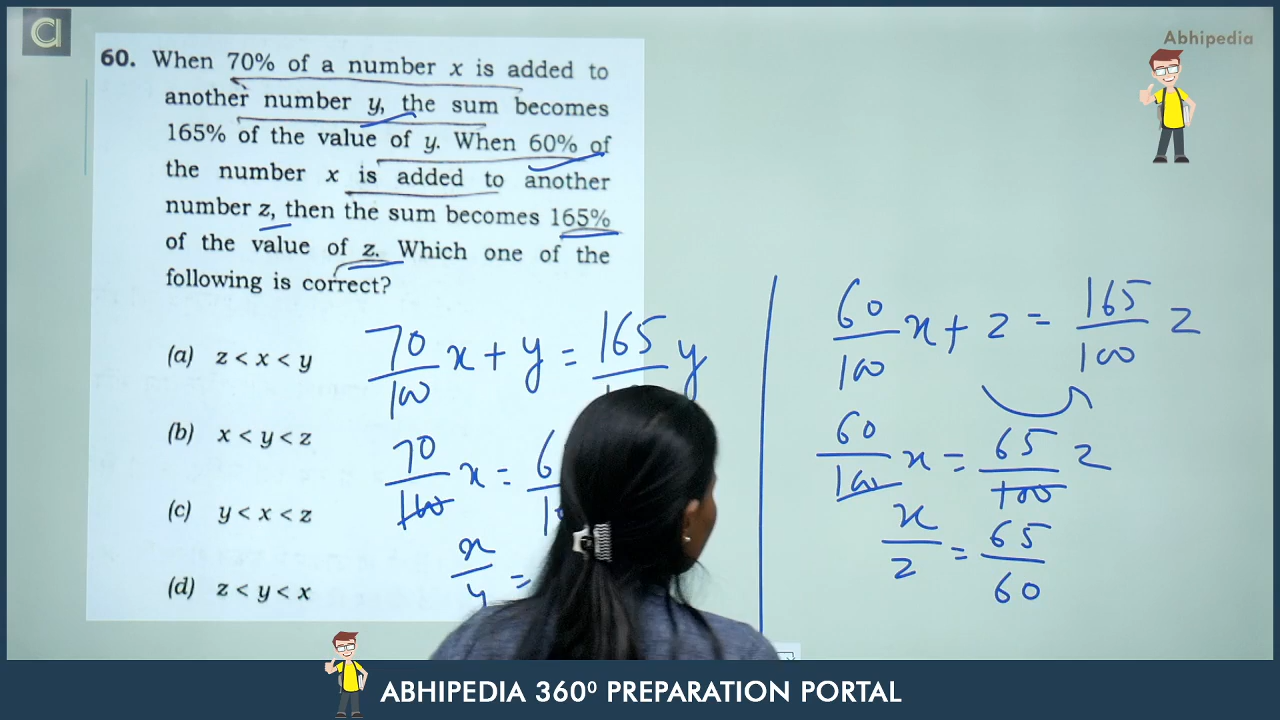 Abhipedia
60. When 70% of a number x is added to
another number y, the sum becomes
165% of the value of y. When 60% of
the number x is added to another
number z, then the sum becomes 165%
of the value of z. Which one of the
following is correct?
(a) z < x < y
(b) x < y < z
(c) y < x < z
(d) z < y < x
70/100 x + y = 165/ y
70/100 x = 6
x/y =
60/100 x + z = 165/100 z
60/100 x = 65/100 z
x/z = 65/60
ABHIPEDIA 360⁰ PREPARATION PORTAL